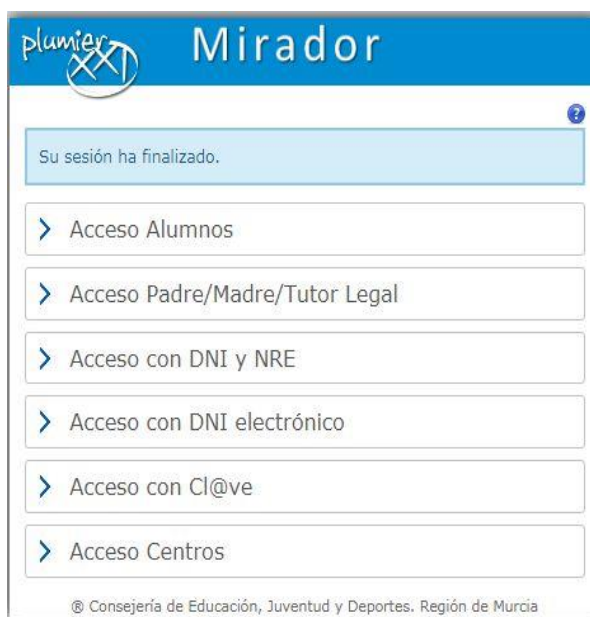 plumier XXI
Mirador
?
Su sesión ha finalizado.
Acceso Alumnos
Acceso Padre/Madre/Tutor Legal
Acceso con DNI y NRE
Acceso con DNI electrónico
Acceso con Cl@ve
Acceso Centros
® Consejería de Educación, Juventud y Deportes. Región de Murcia